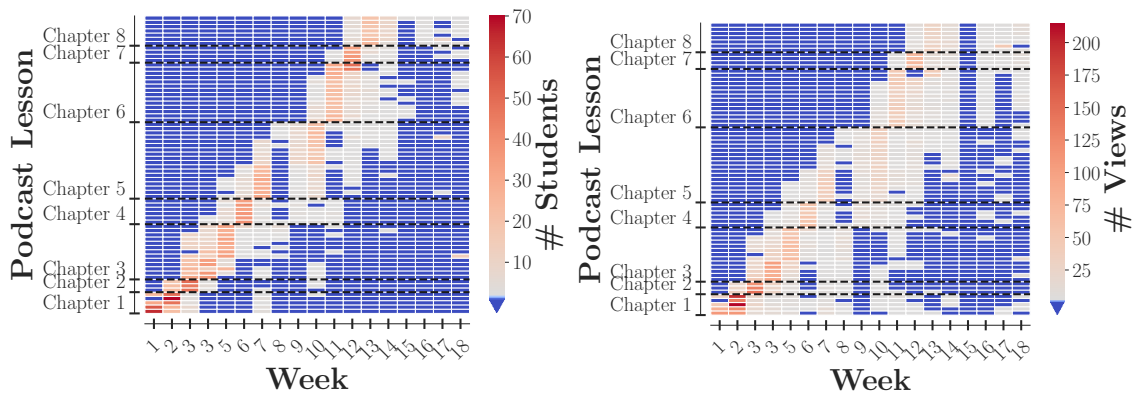 Podcast Lesson
Chapter 8
Chapter 7
Chapter 6
Chapter 5
Chapter 4
Chapter 3
Chapter 2
Chapter 1
1 2 3 3 5 6 7 8 9 10 11 12 13 14 15 16 17 18
Week
70
60
50
40
30
20
10
# Students
Podcast Lesson
Chapter 8
Chapter 7
Chapter 6
Chapter 5
Chapter 4
Chapter 3
Chapter 2
Chapter 1
1 2 3 4 5 6 7 8 9 10 11 12 13 14 15 16 17 18
Week
200
175
150
125
100
75
50
25
# Views